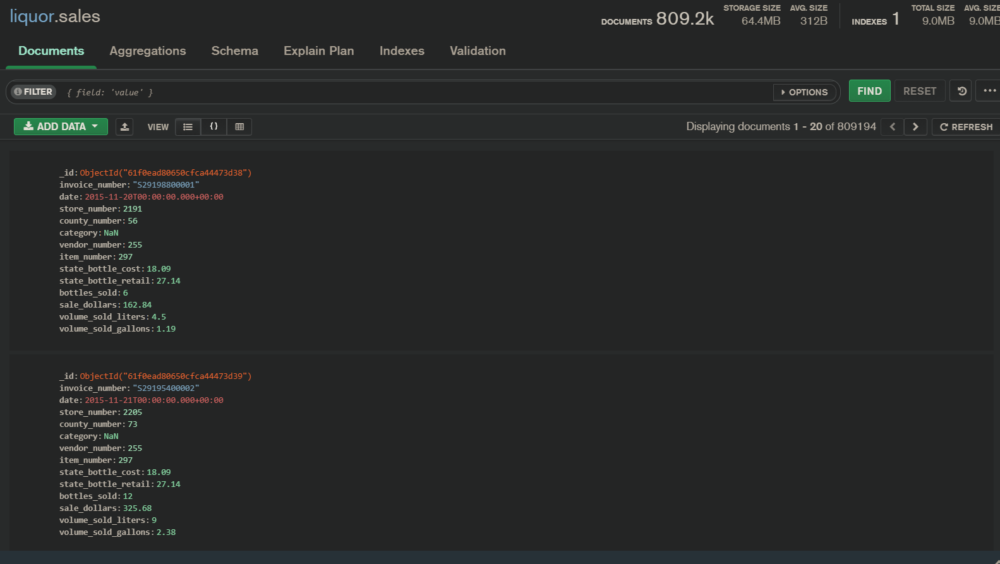 liquor.sales
DOCUMENTS 809.2k STORAGE SIZE 64.4MB AVG. SIZE 312B INDEXES 1 TOTAL SIZE 9.0MB AVG. SIZE 9.0MB
Documents Aggregations Schema Explain Plan Indexes Validation
FILTER { field: 'value' } OPTIONS FIND RESET
ADD DATA VIEW {} Displaying documents 1 - 20 of 809194 REFRESH
_id: ObjectId("61f0ead80650cfca44473d38")
invoice_number: "S29198800001"
date: 2015-11-20T00:00:00.000+00:00
store_number: 2191
county_number: 56
category: NaN
vendor_number: 255
item_number: 297
state_bottle_cost: 18.09
state_bottle_retail: 27.14
bottles_sold: 6
sale_dollars: 162.84
volume_sold_liters: 4.5
volume_sold_gallons: 1.19
_id: ObjectId("61f0ead80650cfca44473d39")
invoice_number: "S29195400002"
date: 2015-11-21T00:00:00.000+00:00
store_number: 2205
county_number: 73
category: NaN
vendor_number: 255
item_number: 297
state_bottle_cost: 18.09
state_bottle_retail: 27.14
bottles_sold: 12
sale_dollars: 325.68
volume_sold_liters: 9
volume_sold_gallons: 2.38